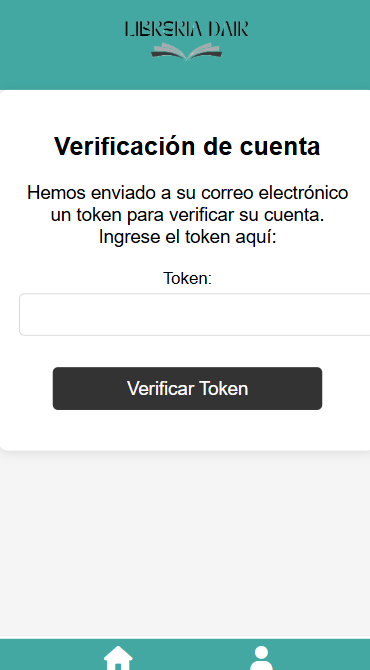 LIBRERIA DAIR
Verificación de cuenta
Hemos enviado a su correo electrónico
un token para verificar su cuenta.
Ingrese el token aquí:
Token:
Verificar Token